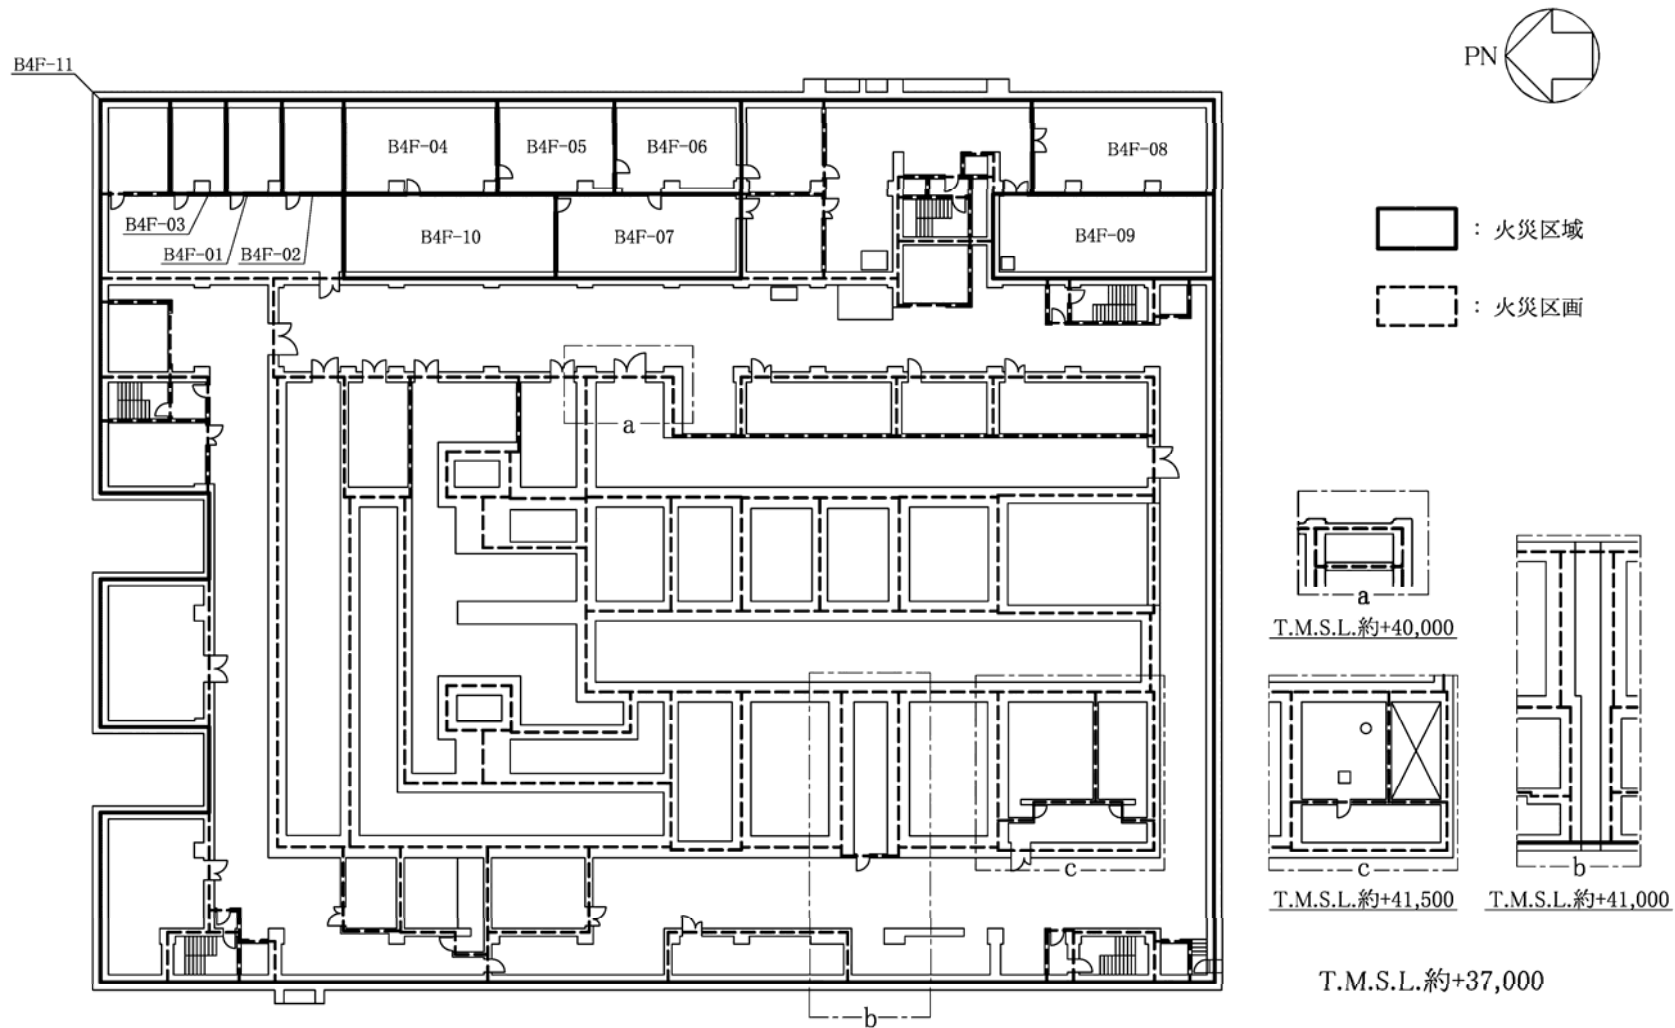 PN
B4F-11
B4F-04
B4F-05
B4F-06
B4F-08
B4F-03
B4F-01
B4F-02
B4F-10
B4F-07
B4F-09
：火災区域
：火災区画
a
a
T.M.S.L.約+40,000
c
c
b
T.M.S.L.約+41,500
T.M.S.L.約+41,000
T.M.S.L.約+37,000
b